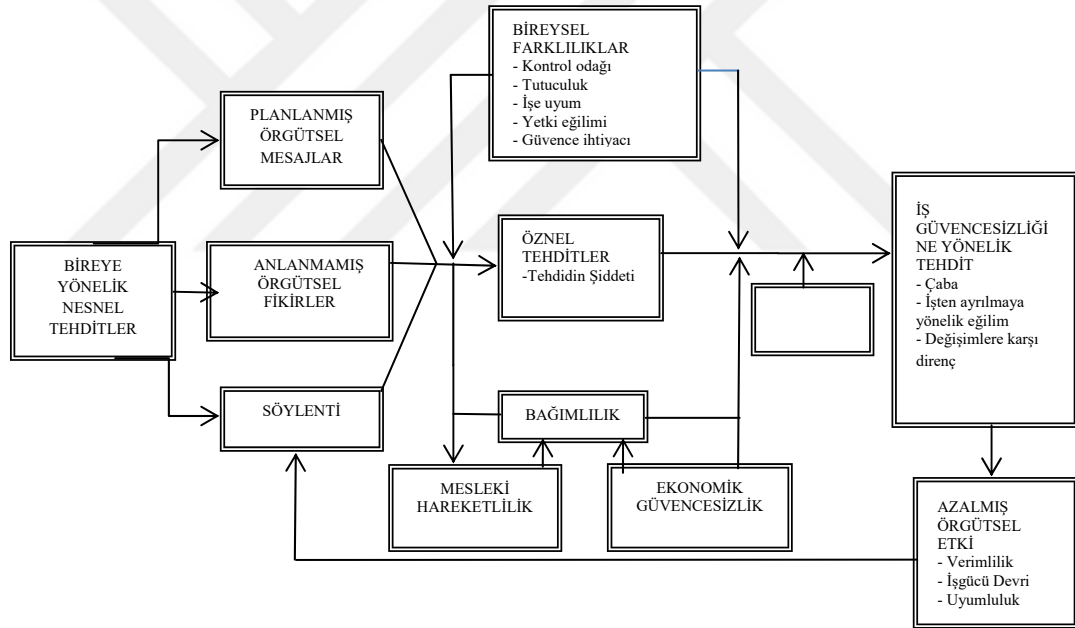 BİREYSEL
FARKLILIKLAR
- Kontrol odağı
- Tutuculuk
- İşe uyum
- Yetki eğilimi
- Güvence ihtiyacı
PLANLANMIŞ
ÖRGÜTSEL
MESAJLAR
BİREYE
YÖNELİK
NESNEL
TEHDİTLER
ANLANMAMIŞ
ÖRGÜTSEL
FİKİRLER
SÖYLENTİ
ÖZNEL
TEHDİTLER
-Tehdidin Şiddeti
BAĞIMLILIK
MESLEKİ
HAREKETLİLİK
EKONOMİK
GÜVENCESİZLİK
İŞ
GÜVENCESİZLİĞİ
NE YÖNELİK
TEHDİT
- Çaba
- İşten ayrılmaya
yönelik eğilim
- Değişimlere karşı
direnç
AZALMIŞ
ÖRGÜTSEL
ETKİ
- Verimlilik
- İşgücü Devri
- Uyumluluk